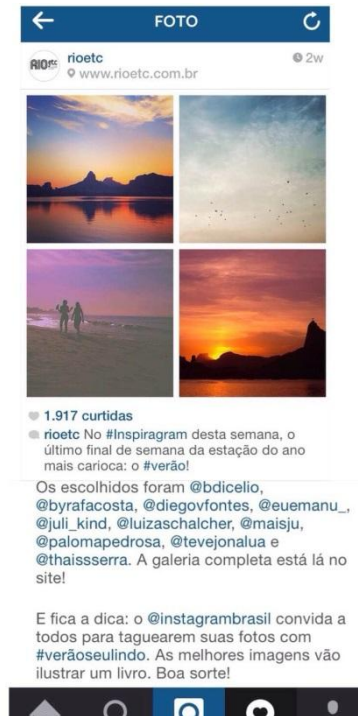 FOTO
RIOetc
rioetc
2w
www.rioetc.com.br
1.917 curtidas
rioetc No #Inspiragram desta semana, o
último final de semana da estação do ano
mais carioca: o #verão!
Os escolhidos foram @bdicelio,
@byrafacosta, @diegovfontes, @euemanu_,
@juli_kind, @luizaschalcher, @maisju,
@palomapedrosa, @tevejonalua e
@thaissserra. A galeria completa está lá no
site!
E fica a dica: o @instagrambrasil convida a
todos para taguearem suas fotos com
#verãoseulindo. As melhores imagens vão
ilustrar um livro. Boa sorte!